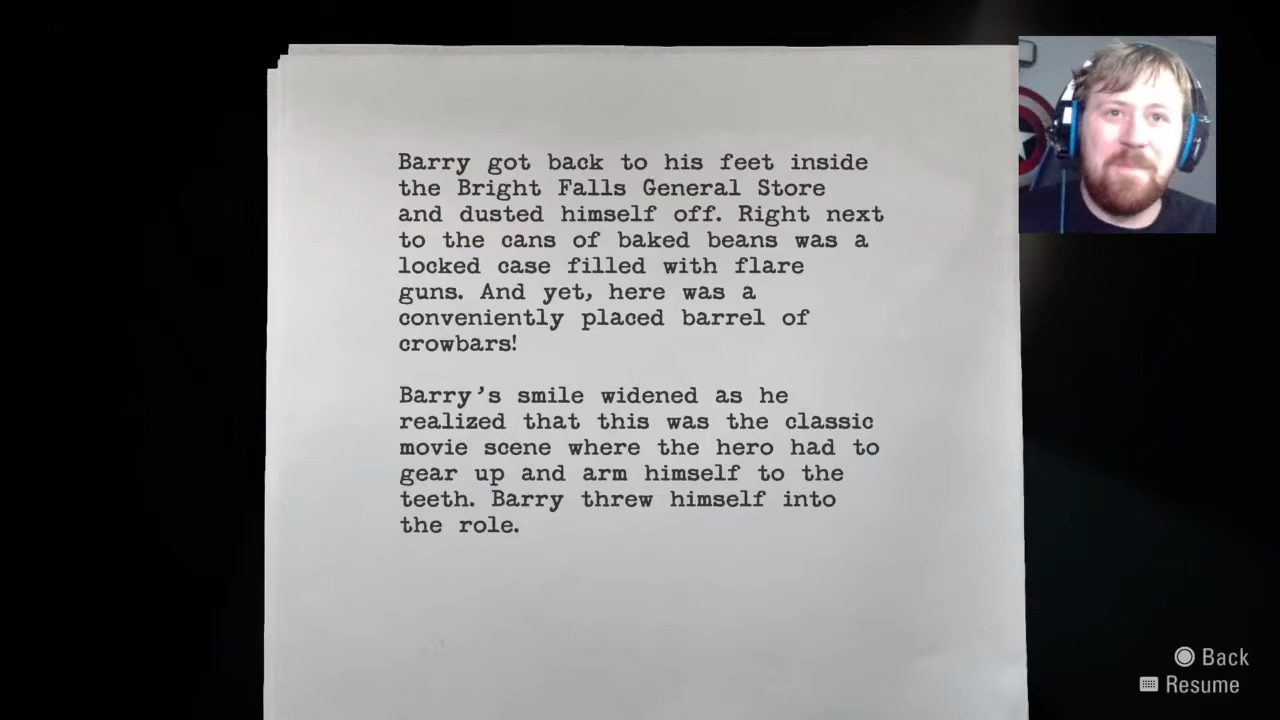 Barry got back to his feet inside
the Bright Falls General Store
and dusted himself off. Right next
to the cans of baked beans was a
locked case filled with flare
guns. And yet, here was a
conveniently placed barrel of
crowbars!
Barry's smile widened as he
realized that this was the classic
movie scene where the hero had to
gear up and arm himself to the
teeth. Barry threw himself into
the role.
Back
Resume